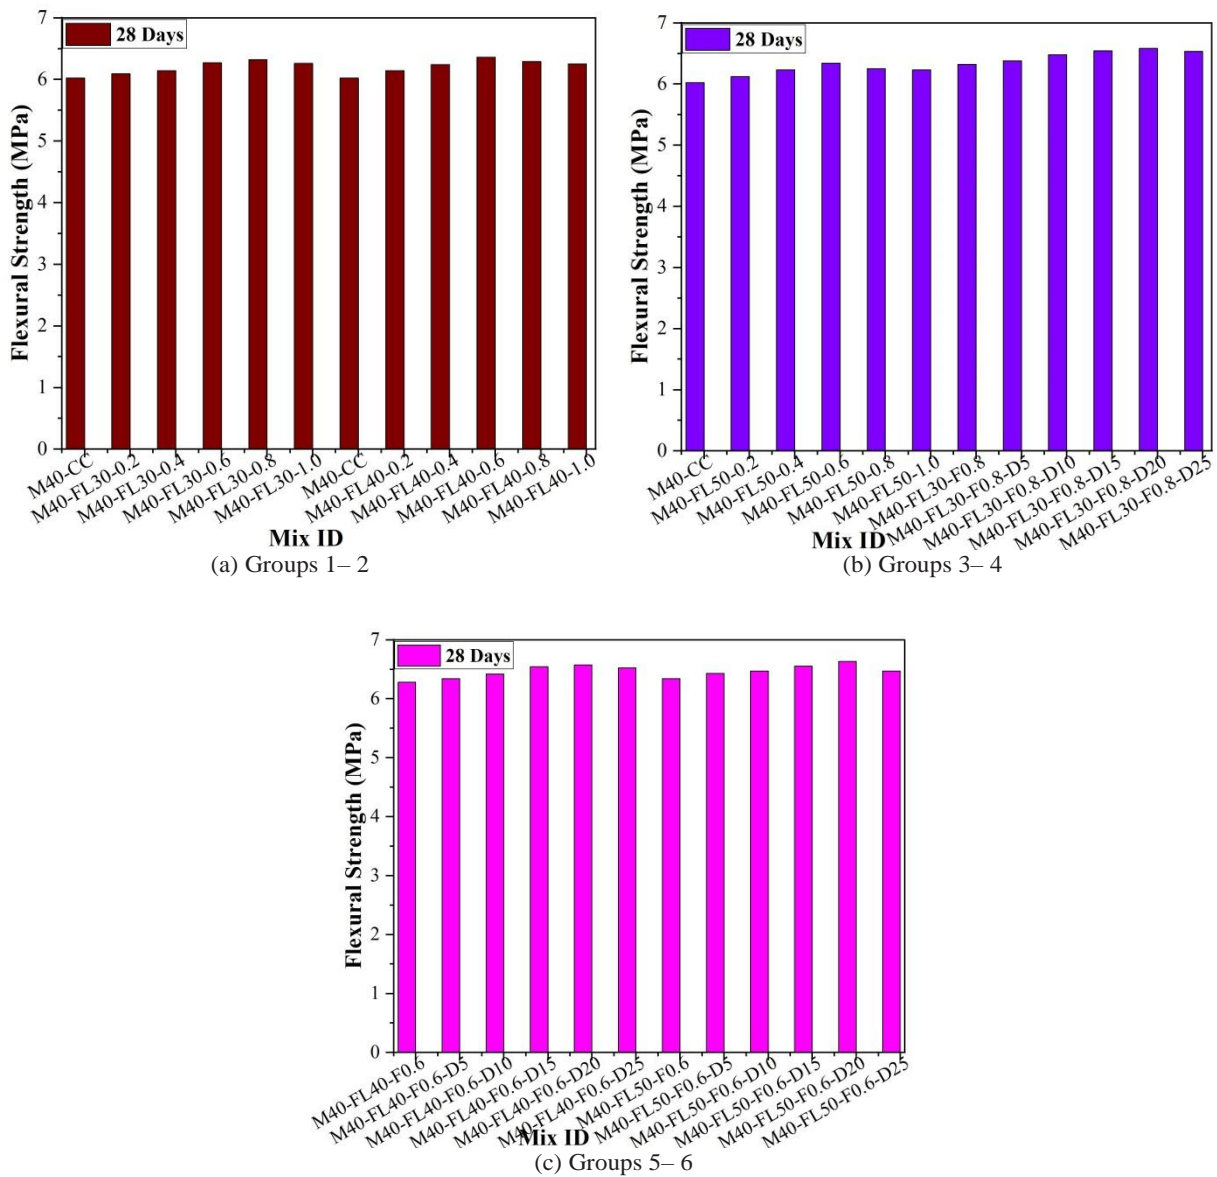 28 Days
Flexural Strength (MPa)
7
6
5
4
3
2
1
0
M40-CC
M40-FL30-0.2
M40-FL30-0.4
M40-FL30-0.6
M40-FL30-0.8
M40-FL30-1.0
M40-CC
M40-FL40-0.2
M40-FL40-0.4
M40-FL40-0.6
M40-FL40-0.8
M40-FL40-1.0
Mix ID
(a) Groups 1– 2
28 Days
Flexural Strength (MPa)
7
6
5
4
3
2
1
0
M40-CC
M40-FL50-0.2
M40-FL50-0.4
M40-FL50-0.6
M40-FL50-0.8
M40-FL50-1.0
M40-FL30-F0.8
M40-FL30-F0.8-D5
M40-FL30-F0.8-D10
M40-FL30-F0.8-D15
M40-FL30-F0.8-D20
M40-FL30-F0.8-D25
Mix ID
(b) Groups 3– 4
28 Days
Flexural Strength (MPa)
7
6
5
4
3
2
1
0
M40-FL40-F0.6
M40-FL40-F0.6-D5
M40-FL40-F0.6-D10
M40-FL40-F0.6-D15
M40-FL40-F0.6-D20
M40-FL40-F0.6-D25
M40-FL50-F0.6
M40-FL50-F0.6-D5
M40-FL50-F0.6-D10
M40-FL50-F0.6-D15
M40-FL50-F0.6-D20
M40-FL50-F0.6-D25
Mix ID
(c) Groups 5– 6